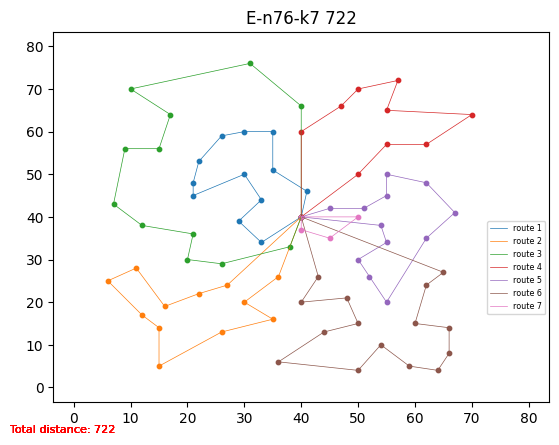 E-n76-k7 722
80
70
60
50
40
30
20
10
0
route 1
route 2
route 3
route 4
route 5
route 6
route 7
0 10 20 30 40 50 60 70 80
Total distance: 722